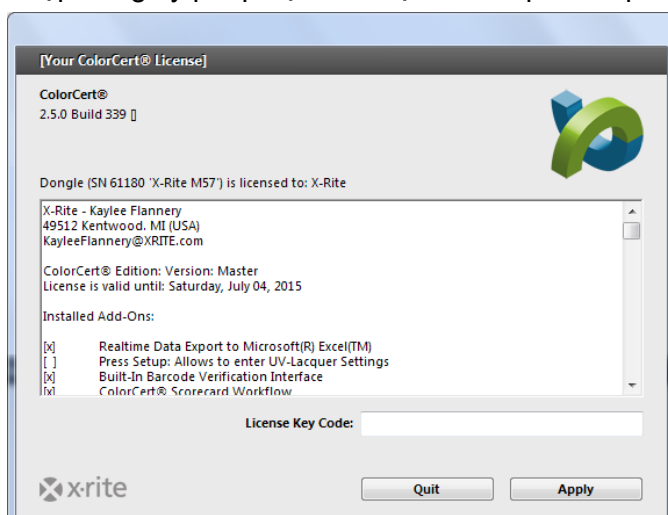 [Your ColorCert® License]
ColorCert®
2.5.0 Build 339 []
Dongle (SN 61180 'X-Rite M57') is licensed to: X-Rite
X-Rite - Kaylee Flannery
49512 Kentwood. MI (USA)
KayleeFlannery@XRITE.com
ColorCert® Edition: Version: Master
License is valid until: Saturday, July 04, 2015
Installed Add-Ons:
[x] Realtime Data Export to Microsoft(R) Excel(TM)
[ ] Press Setup: Allows to enter UV-Lacquer Settings
[x] Built-In Barcode Verification Interface
[x] ColorCert® Scorecard Workflow
License Key Code:
x·rite
Quit
Apply